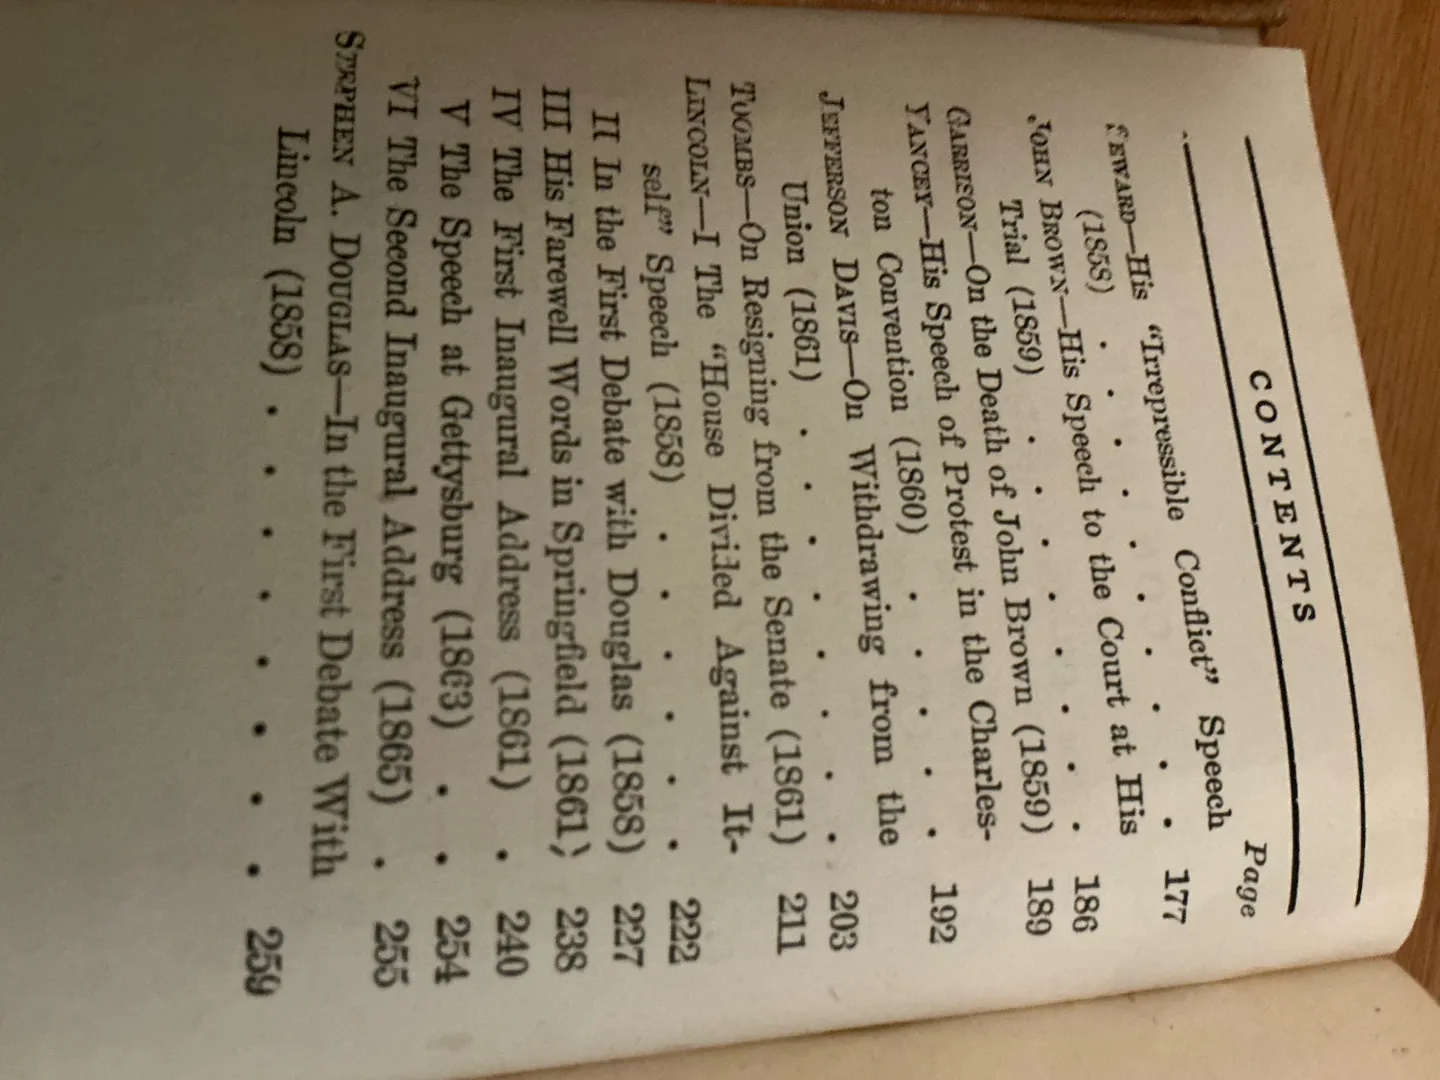 CONTENTS
Page
SEWARD—His "Irrepressible Conflict" Speech
(1858) . . . . . . . . . 177
JOHN BROWN—His Speech to the Court at His
Trial (1859) . . . . . . . 186
GARRISON—On the Death of John Brown (1859) 189
YANCEY—His Speech of Protest in the Charles-
ton Convention (1860) . . . . . 192
JEFFERSON DAVIS—On Withdrawing from the
Union (1861) . . . . . . . . 203
TOOMBS—On Resigning from the Senate (1861) 211
LINCOLN—I The "House Divided Against It-
self" Speech (1858) . . . . . . 222
II In the First Debate with Douglas (1858) 227
III His Farewell Words in Springfield (1861) 238
IV The First Inaugural Address (1861) . 240
V The Speech at Gettysburg (1863) . . 254
VI The Second Inaugural Address (1865) . 255
STEPHEN A. DOUGLAS—In the First Debate With
Lincoln (1858) . . . . . . . . 259